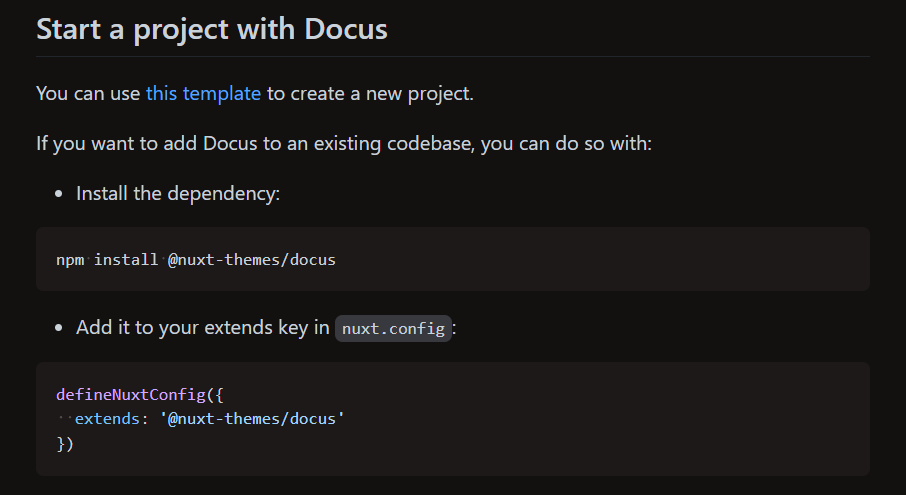 Start a project with Docus
You can use this template to create a new project.
If you want to add Docus to an existing codebase, you can do so with:
• Install the dependency:
npm install @nuxt-themes/docus
• Add it to your extends key in nuxt.config:
defineNuxtConfig({
  extends: '@nuxt-themes/docus'
})